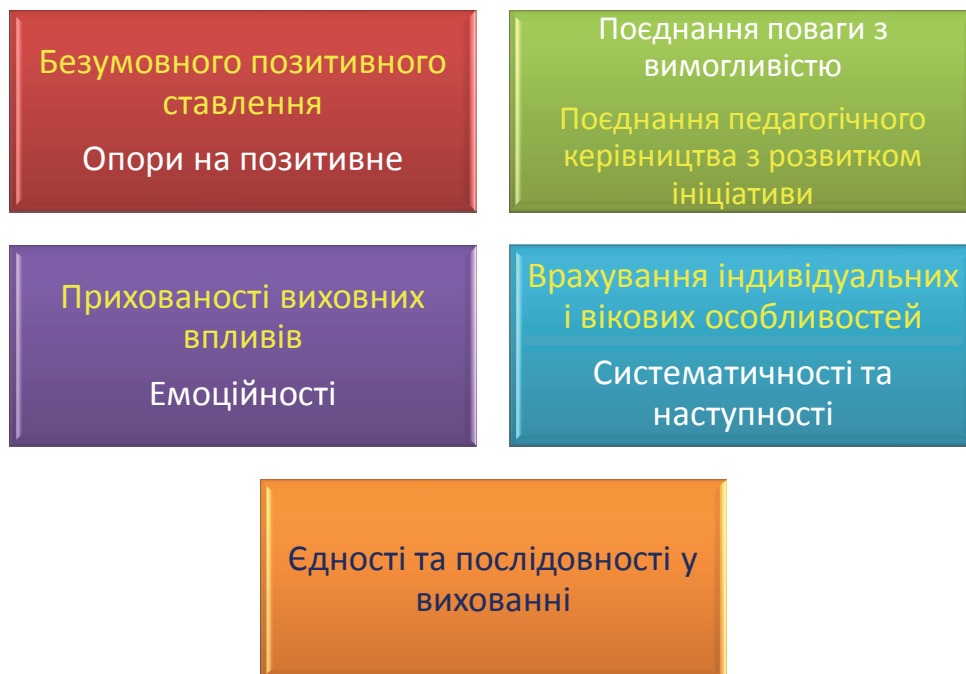 Безумовного позитивного
ставлення
Опори на позитивне
Поєднання поваги з
вимогливістю
Поєднання педагогічного
керівництва з розвитком
ініціативи
Прихованості виховних
впливів
Емоційності
Врахування індивідуальних
і вікових особливостей
Систематичності та
наступності
Єдності та послідовності у
вихованні